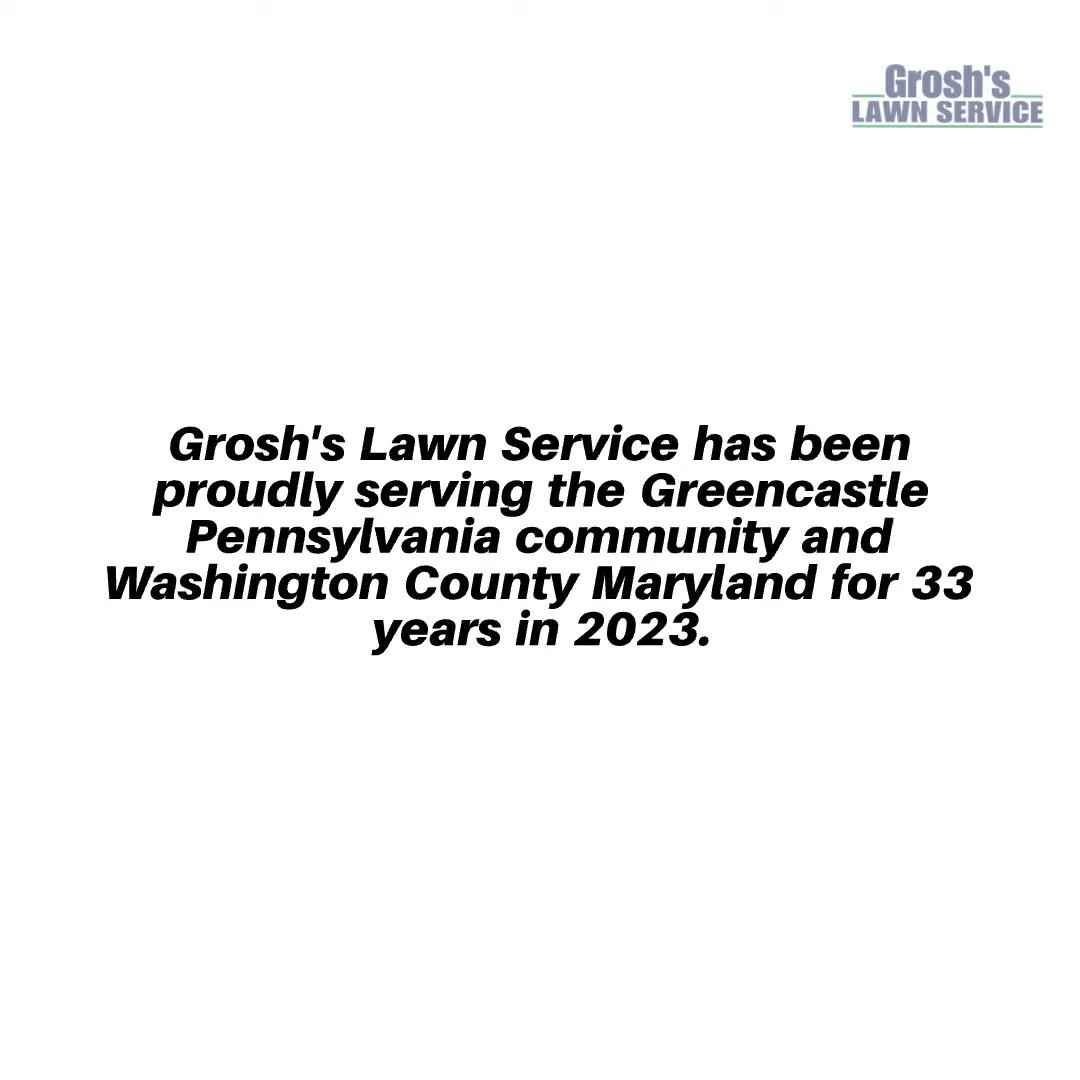 Grosh's
LAWN SERVICE
Grosh's Lawn Service has been
proudly serving the Greencastle
Pennsylvania community and
Washington County Maryland for 33
years in 2023.